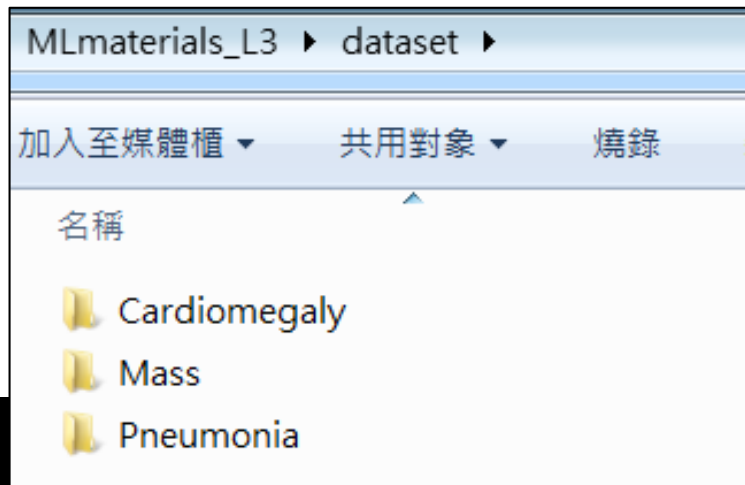 MLmaterials_L3 ▸ dataset ▸
加入至媒體櫃 ▾ 共用對象 ▾ 燒錄
名稱
Cardiomegaly
Mass
Pneumonia